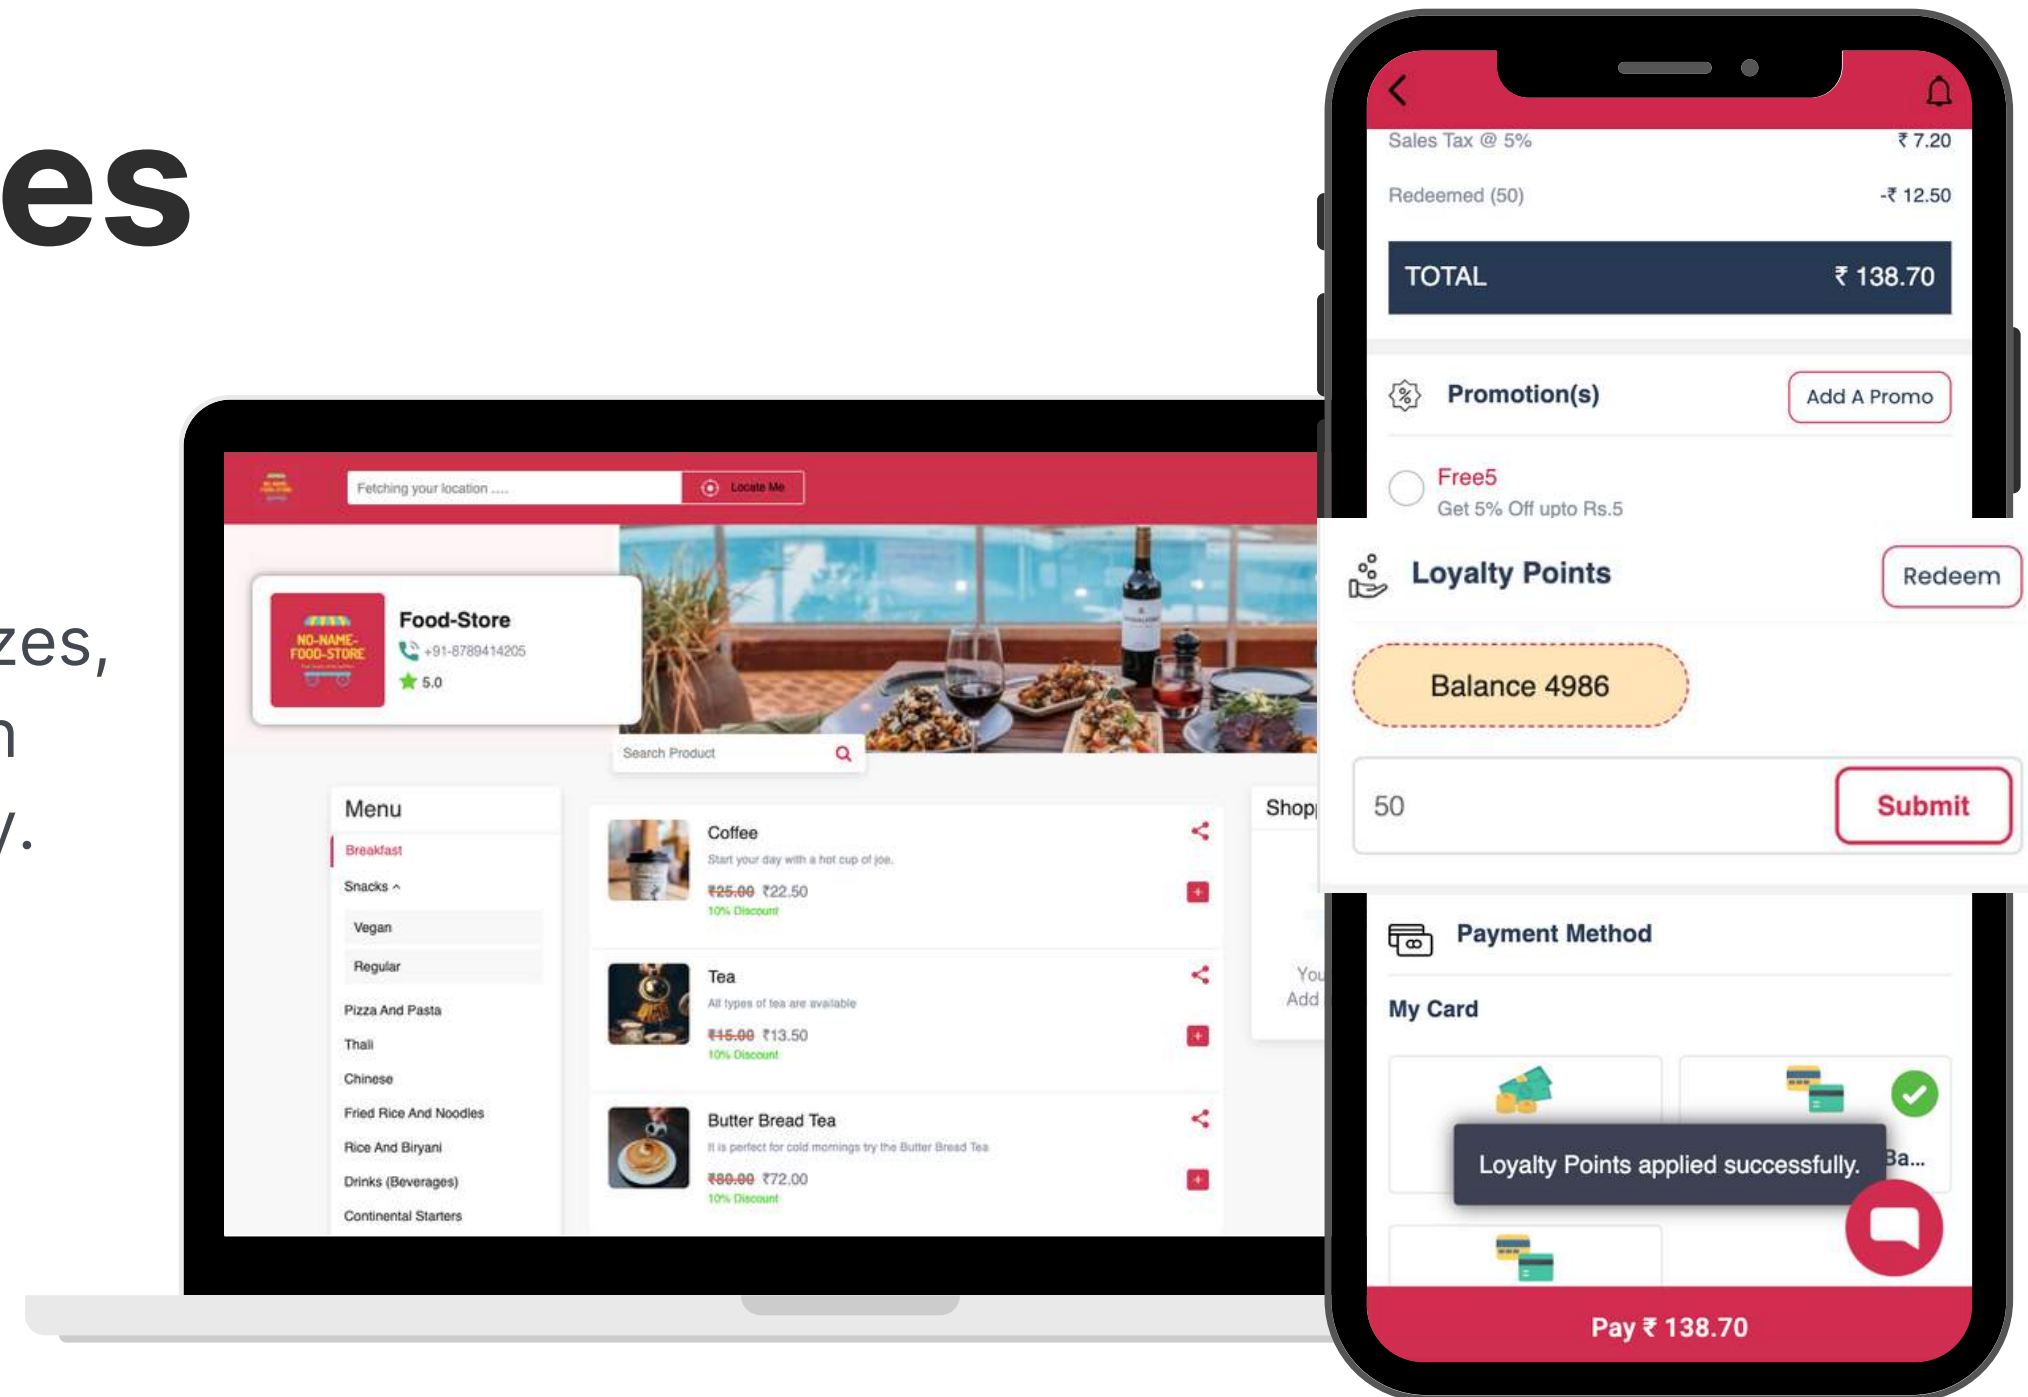 es
zes,
n
y.
Fetching your location .....
Locate Me
NO-NAME-
FOOD-STORE
Food-Store
+91-8789414205
5.0
Search Product
Menu
Breakfast
Snacks
Vegan
Regular
Pizza And Pasta
Thali
Chinese
Fried Rice And Noodles
Rice And Biryani
Drinks (Beverages)
Continental Starters
Coffee
Start your day with a hot cup of joe.
₹25.00 ₹22.50
10% Discount
Tea
All types of tea are available
₹15.00 ₹13.50
10% Discount
Butter Bread Tea
It is perfect for cold mornings try the Butter Bread Tea
₹80.00 ₹72.00
10% Discount
Shopp
You
Add
Sales Tax @ 5% ₹ 7.20
Redeemed (50) -₹ 12.50
TOTAL ₹ 138.70
Promotion(s) Add A Promo
Free5
Get 5% Off upto Rs.5
Loyalty Points Redeem
Balance 4986
50 Submit
Payment Method
My Card
Ba...
Loyalty Points applied successfully.
Pay ₹ 138.70